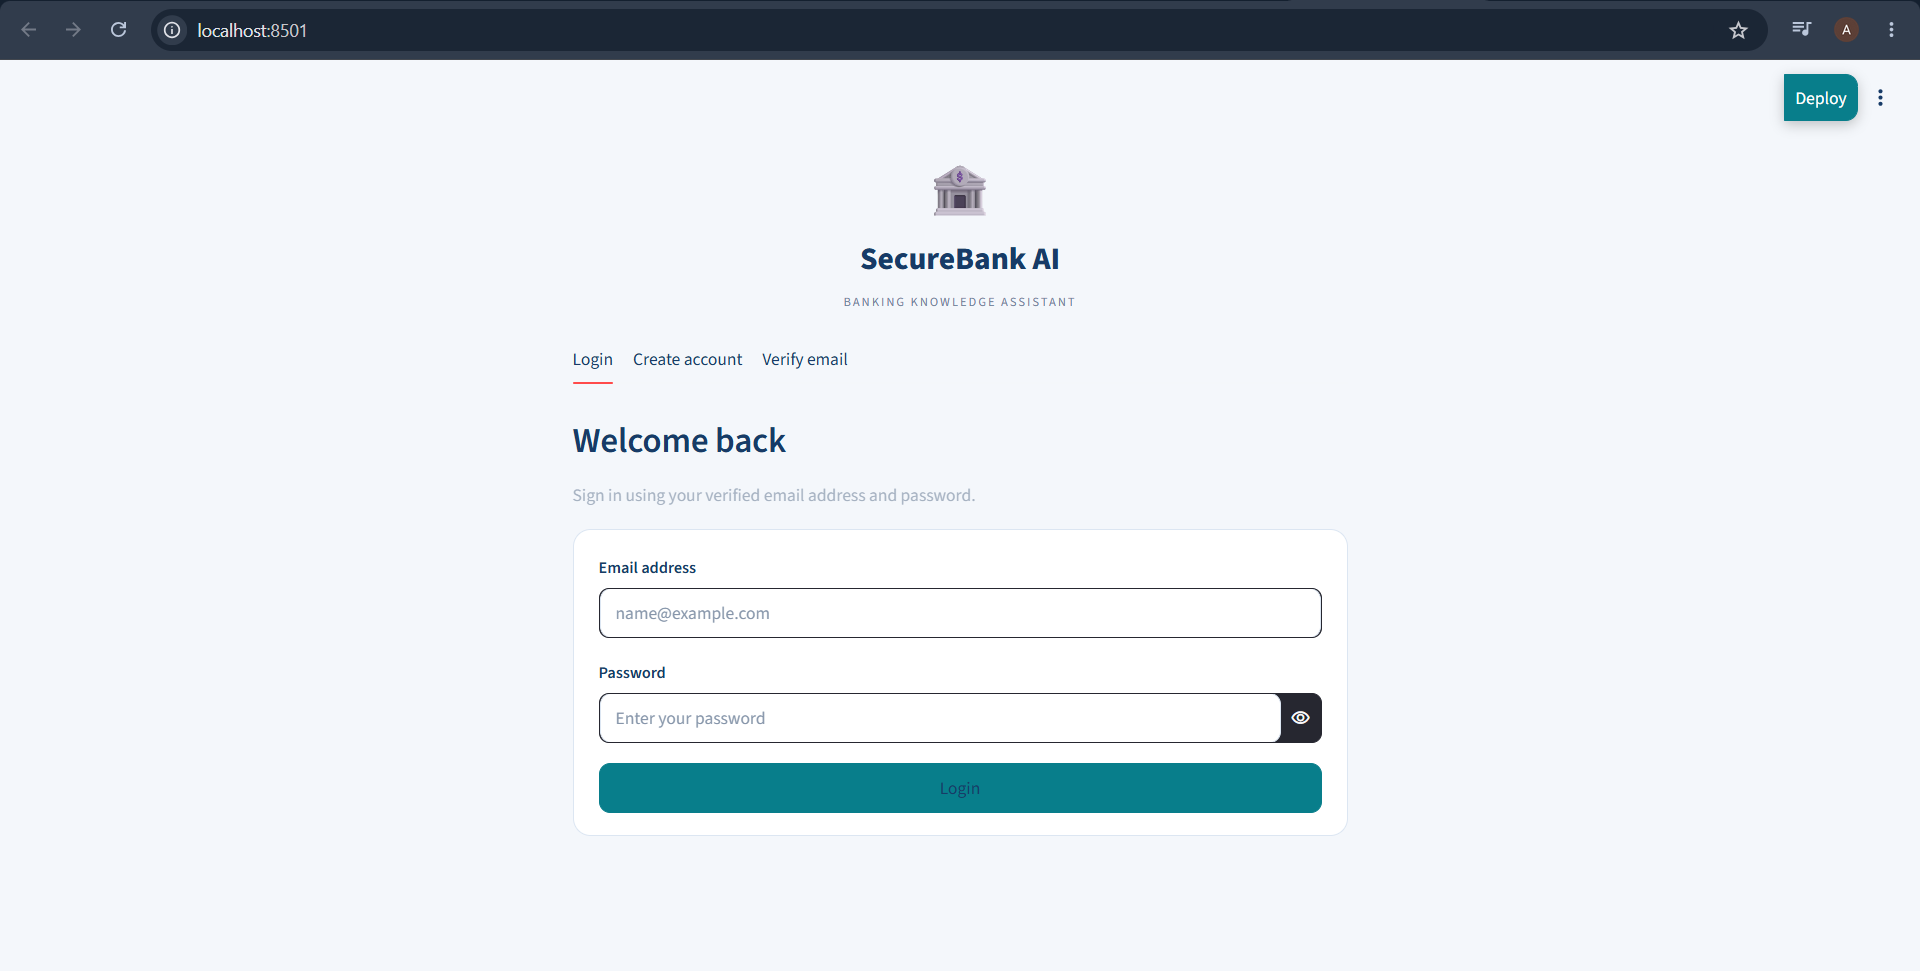 localhost:8501
A
Deploy
SecureBank AI
BANKING KNOWLEDGE ASSISTANT
Login Create account Verify email
Welcome back
Sign in using your verified email address and password.
Email address
name@example.com
Password
Enter your password
Login